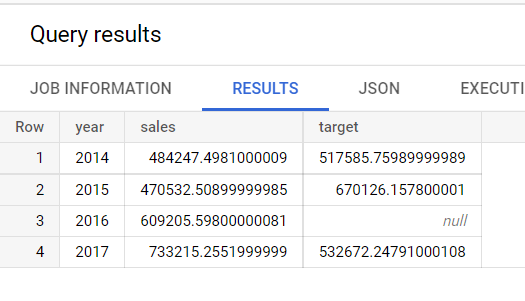 Query results
JOB INFORMATION RESULTS JSON EXECUTI
Row year sales target
1 2014 484247.4981000009 517585.75989999989
2 2015 470532.50899999985 670126.157800001
3 2016 609205.59800000081 null
4 2017 733215.2551999999 532672.24791000108